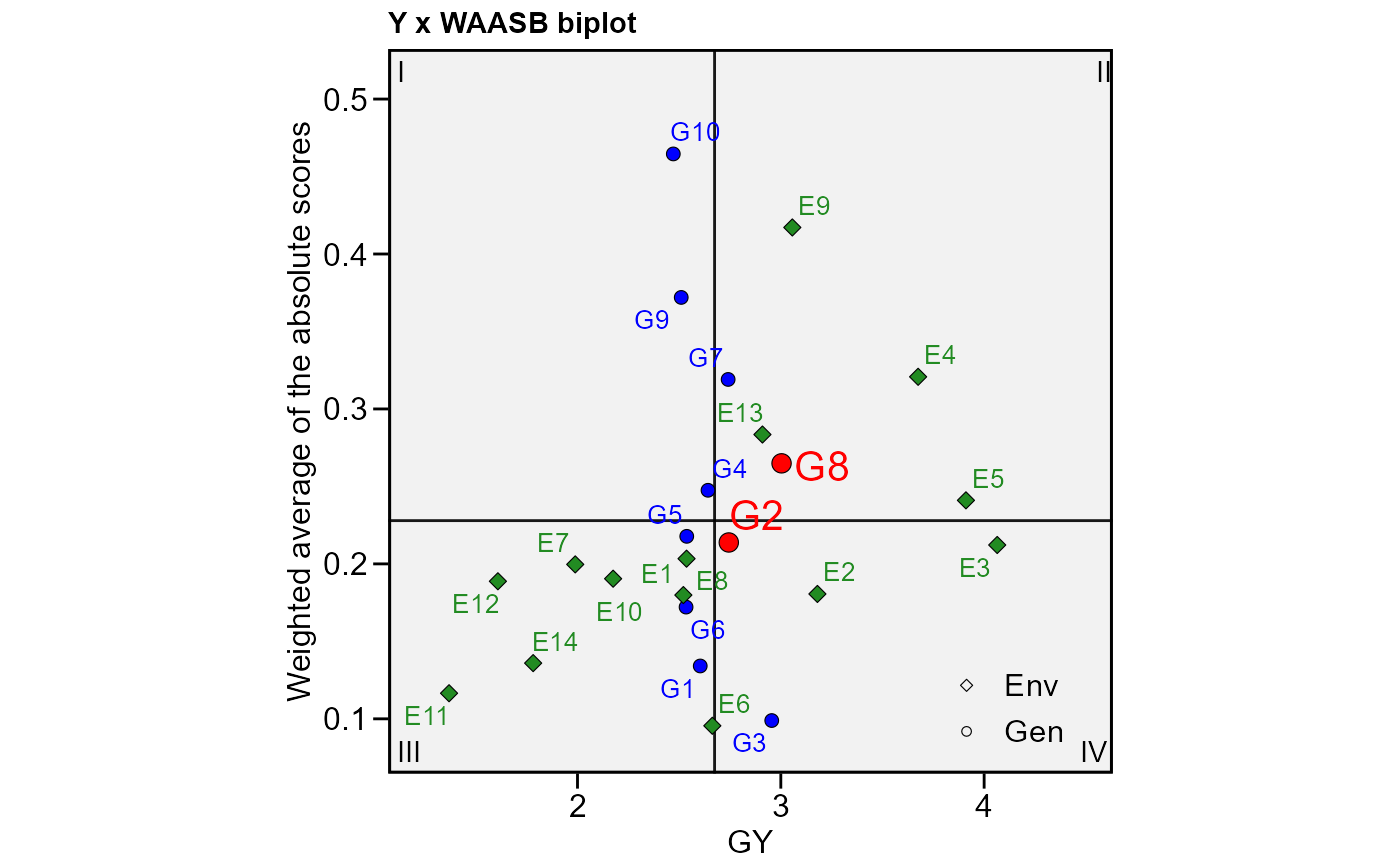 Y x WAASB biplot
I
II
0.5
G10
E9
0.4
G9
G7
E4
0.3
E13
G4
G8
E5
G5
G2
E7
0.2
E1
E8
E2
E3
E12
E10
G6
E14
G1
E6
Env
E11
0.1
G3
Gen
III
IV
2
3
4
GY
Weighted average of the absolute scores